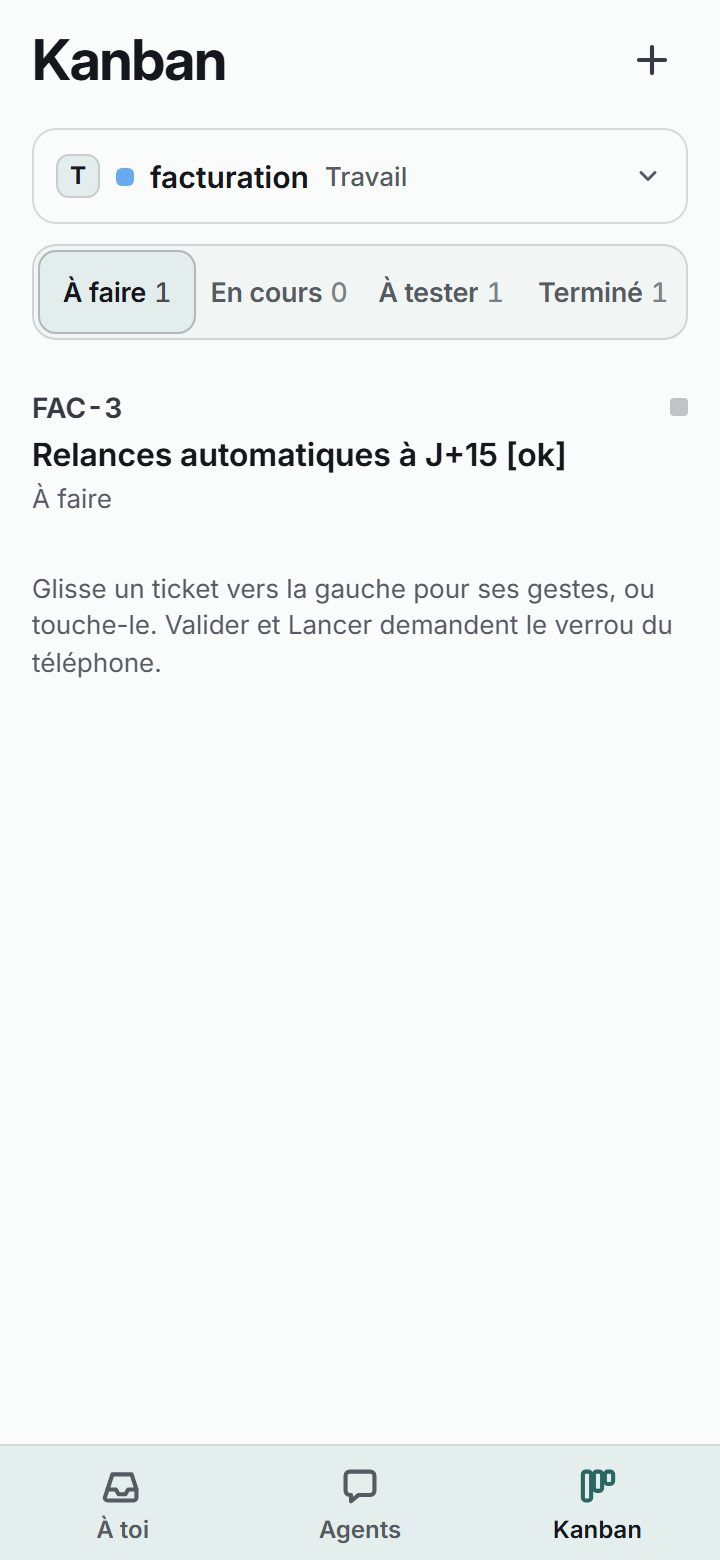 Kanban
T facturation Travail
À faire 1 En cours 0 À tester 1 Terminé 1
FAC-3
Relances automatiques à J+15 [ok]
À faire
Glisse un ticket vers la gauche pour ses gestes, ou
touche-le. Valider et Lancer demandent le verrou du
téléphone.
À toi Agents Kanban